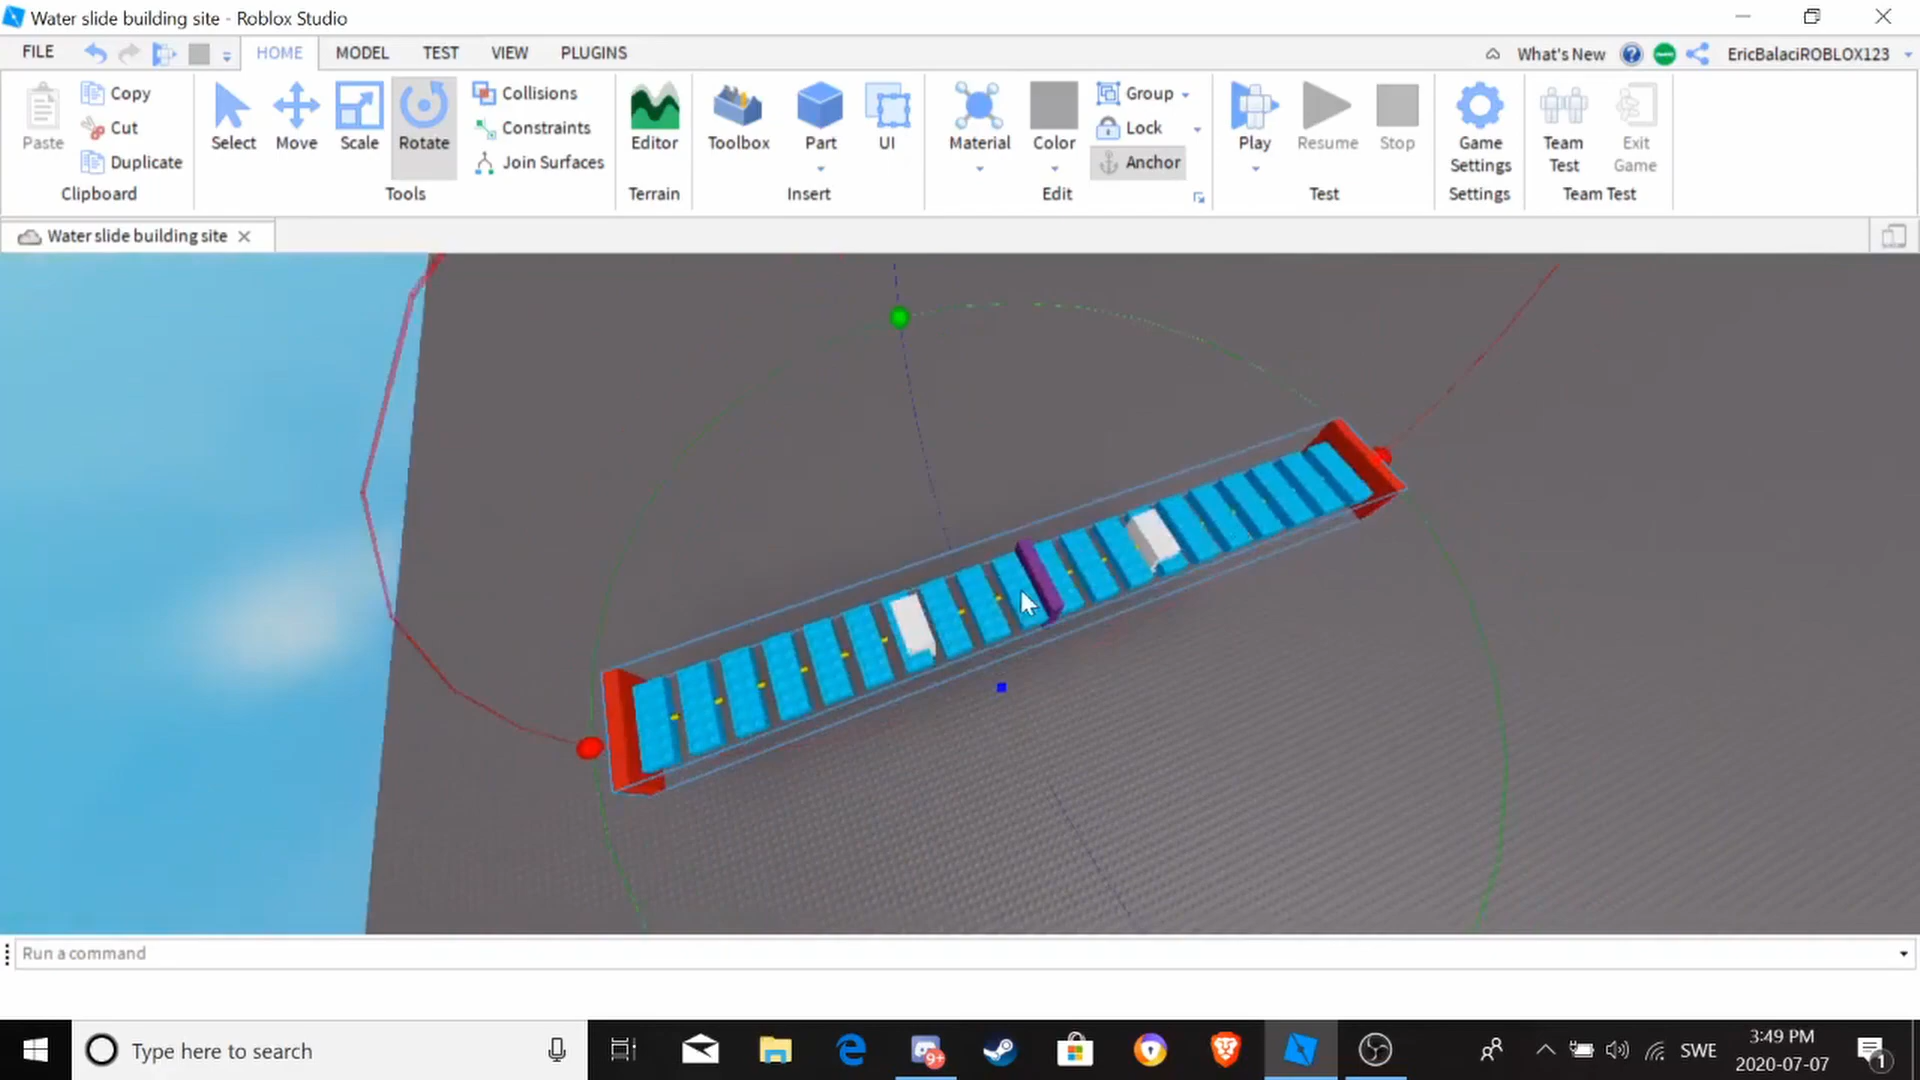 Water slide building site - Roblox Studio
FILE HOME MODEL TEST VIEW PLUGINS What's New EricBalaciROBLOX123
Paste
Copy
Cut
Duplicate
Clipboard
Select Move Scale Rotate
Collisions
Constraints
Join Surfaces
Tools
Editor
Terrain
Toolbox Part UI
Insert
Material Color
Group
Lock
Anchor
Edit
Play Resume Stop
Test
Game
Settings
Settings
Team
Test
Exit
Game
Team Test
Water slide building site
Run a command
Type here to search
9+
SWE
3:49 PM
2020-07-07
1